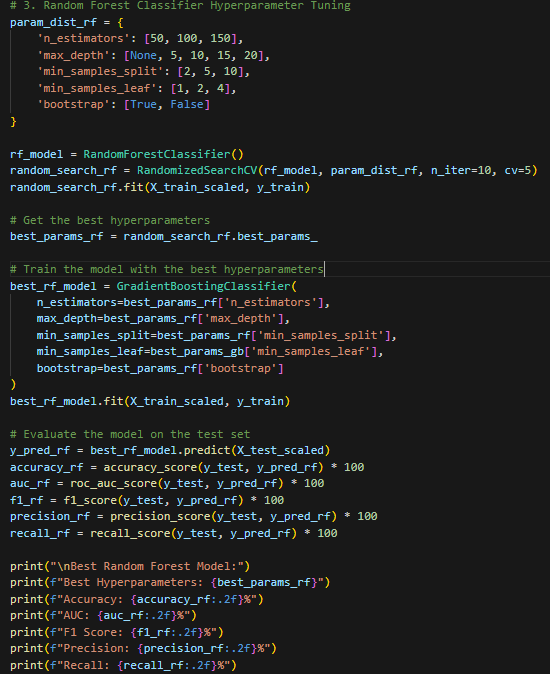 # 3. Random Forest Classifier Hyperparameter Tuning
param_dist_rf = {
    'n_estimators': [50, 100, 150],
    'max_depth': [None, 5, 10, 15, 20],
    'min_samples_split': [2, 5, 10],
    'min_samples_leaf': [1, 2, 4],
    'bootstrap': [True, False]
}
rf_model = RandomForestClassifier()
random_search_rf = RandomizedSearchCV(rf_model, param_dist_rf, n_iter=10, cv=5)
random_search_rf.fit(X_train_scaled, y_train)
# Get the best hyperparameters
best_params_rf = random_search_rf.best_params_
# Train the model with the best hyperparameters
best_rf_model = GradientBoostingClassifier(
    n_estimators=best_params_rf['n_estimators'],
    max_depth=best_params_rf['max_depth'],
    min_samples_split=best_params_rf['min_samples_split'],
    min_samples_leaf=best_params_gb['min_samples_leaf'],
    bootstrap=best_params_rf['bootstrap']
)
best_rf_model.fit(X_train_scaled, y_train)
# Evaluate the model on the test set
y_pred_rf = best_rf_model.predict(X_test_scaled)
accuracy_rf = accuracy_score(y_test, y_pred_rf) * 100
auc_rf = roc_auc_score(y_test, y_pred_rf) * 100
f1_rf = f1_score(y_test, y_pred_rf) * 100
precision_rf = precision_score(y_test, y_pred_rf) * 100
recall_rf = recall_score(y_test, y_pred_rf) * 100
print("\nBest Random Forest Model:")
print(f"Best Hyperparameters: {best_params_rf}")
print(f"Accuracy: {accuracy_rf:.2f}%")
print(f"AUC: {auc_rf:.2f}%")
print(f"F1 Score: {f1_rf:.2f}%")
print(f"Precision: {precision_rf:.2f}%")
print(f"Recall: {recall_rf:.2f}%")